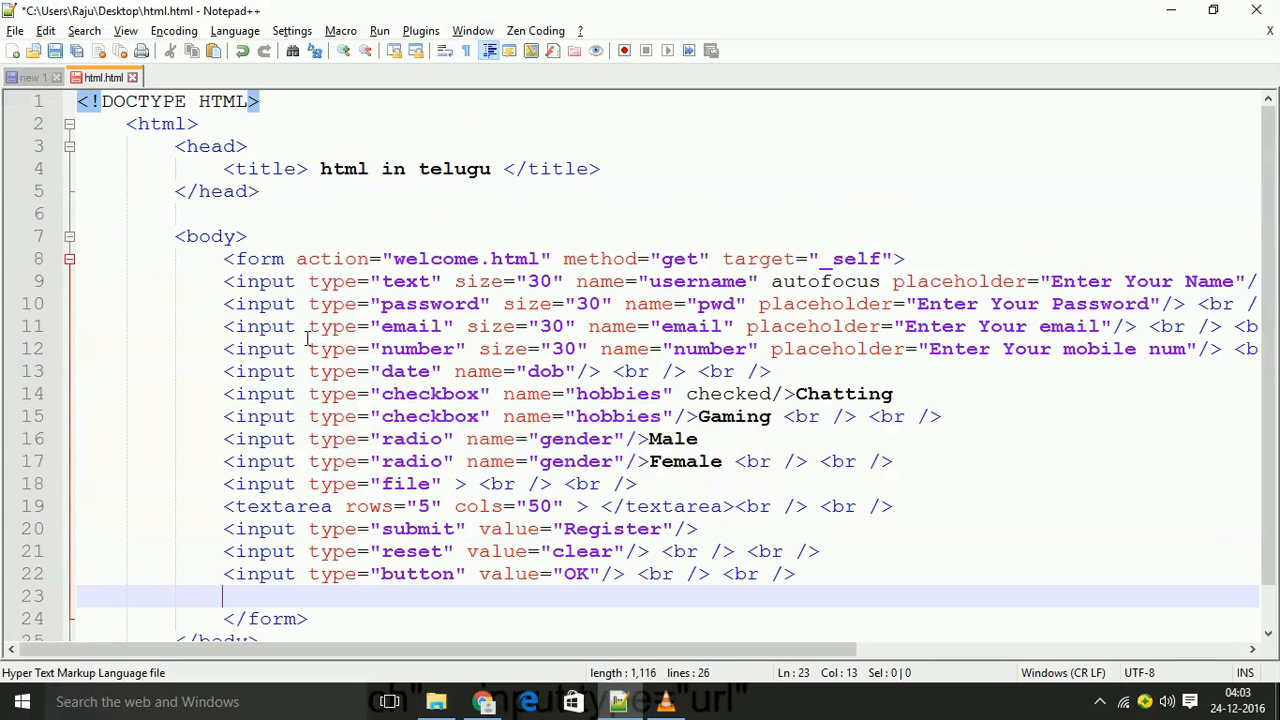 *C:\Users\Raju\Desktop\html.html - Notepad++
File Edit Search View Encoding Language Settings Macro Run Plugins Window Zen Coding ? X
new 1 html.html
1 <!DOCTYPE HTML>
2 <html>
3 <head>
4 <title> html in telugu </title>
5 </head>
6
7 <body>
8 <form action="welcome.html" method="get" target="_self">
9 <input type="text" size="30" name="username" autofocus placeholder="Enter Your Name"/
10 <input type="password" size="30" name="pwd" placeholder="Enter Your Password"/> <br /
11 <input type="email" size="30" name="email" placeholder="Enter Your email"/> <br /> <b
12 <input type="number" size="30" name="number" placeholder="Enter Your mobile num"/> <b
13 <input type="date" name="dob"/> <br /> <br />
14 <input type="checkbox" name="hobbies" checked/>Chatting
15 <input type="checkbox" name="hobbies"/>Gaming <br /> <br />
16 <input type="radio" name="gender"/>Male
17 <input type="radio" name="gender"/>Female <br /> <br />
18 <input type="file" > <br /> <br />
19 <textarea rows="5" cols="50" > </textarea><br /> <br />
20 <input type="submit" value="Register"/>
21 <input type="reset" value="clear"/> <br /> <br />
22 <input type="button" value="OK"/> <br /> <br />
23
24 </form>
25 </body>
Hyper Text Markup Language file length : 1,116 lines : 26 Ln : 23 Col : 13 Sel : 0 | 0 Windows (CR LF) UTF-8 INS
Search the web and Windows
04:03
24-12-2016